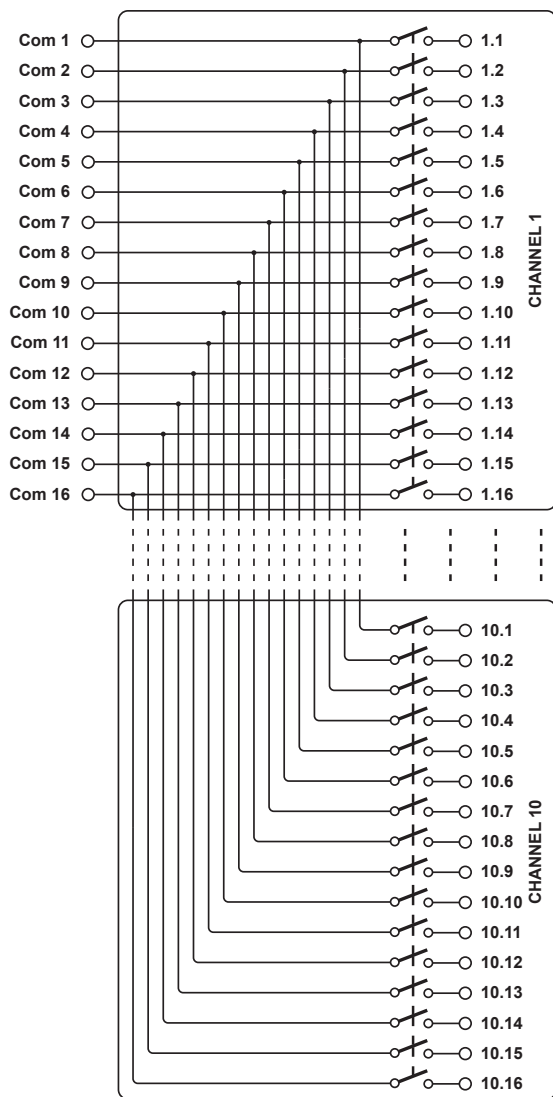 Com 1 1.1
Com 2 1.2
Com 3 1.3
Com 4 1.4
Com 5 1.5
Com 6 1.6
Com 7 1.7
Com 8 1.8
Com 9 1.9
Com 10 1.10
Com 11 1.11
Com 12 1.12
Com 13 1.13
Com 14 1.14
Com 15 1.15
Com 16 1.16
CHANNEL 1
10.1
10.2
10.3
10.4
10.5
10.6
10.7
10.8
10.9
10.10
10.11
10.12
10.13
10.14
10.15
10.16
CHANNEL 10